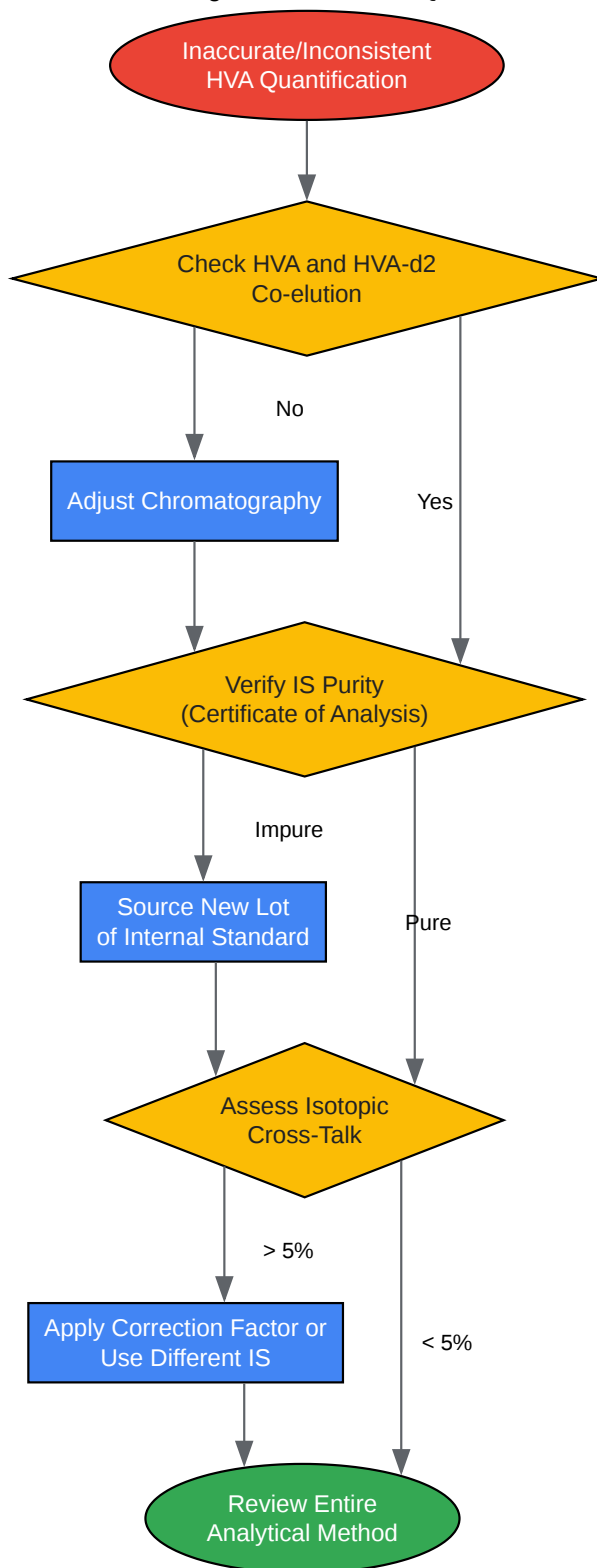 Inaccurate/Inconsistent
HVA Quantification
Check HVA and HVA-d2
Co-elution
No
Adjust Chromatography
Yes
Verify IS Purity
(Certificate of Analysis)
Impure
Source New Lot
of Internal Standard
Pure
Assess Isotopic
Cross-Talk
> 5%
Apply Correction Factor or
Use Different IS
< 5%
Review Entire
Analytical Method